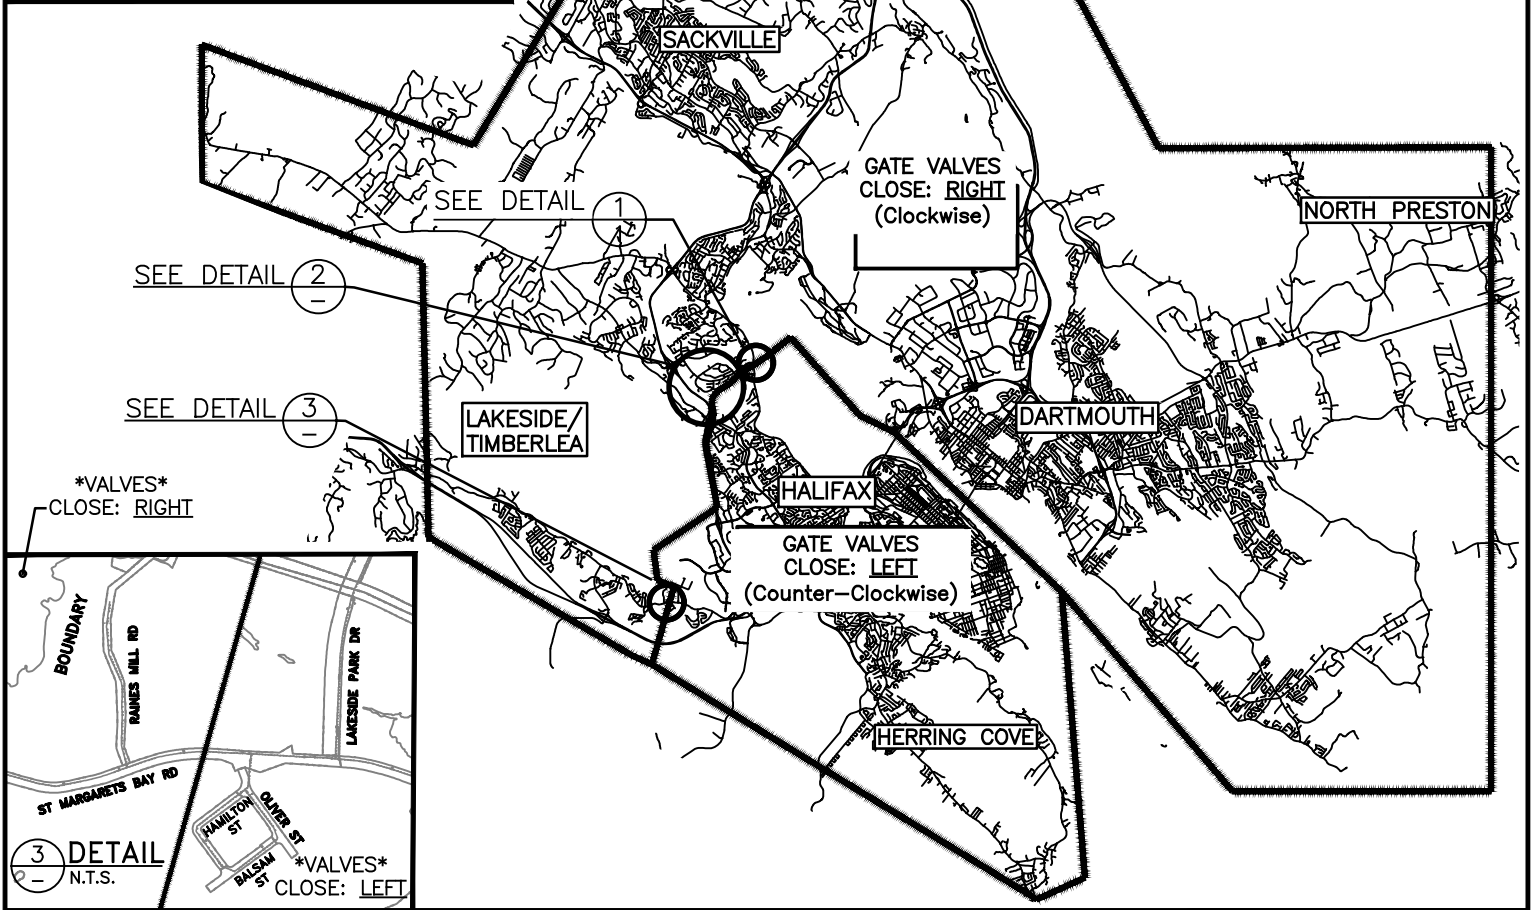 SACKVILLE
GATE VALVES
CLOSE: RIGHT
(Clockwise)
NORTH PRESTON
SEE DETAIL
1
SEE DETAIL
2
–
SEE DETAIL
3
–
LAKESIDE/
TIMBERLEA
DARTMOUTH
HALIFAX
GATE VALVES
CLOSE: LEFT
(Counter–Clockwise)
HERRING COVE
*VALVES*
CLOSE: RIGHT
BOUNDARY
RAINES MILL RD
LAKESIDE PARK DR
ST MARGARETS BAY RD
HAMILTON
ST
OLIVER ST
BALSAM
ST
3
–
DETAIL
N.T.S.
*VALVES*
CLOSE: LEFT